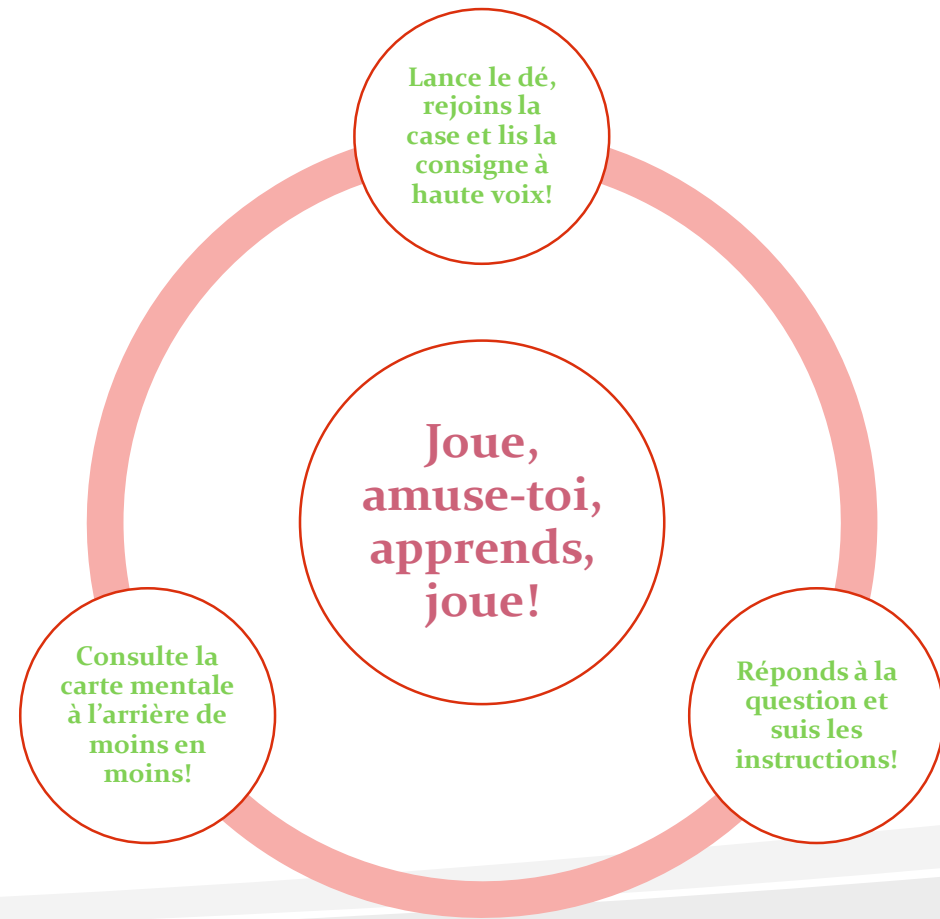 Lance le dé,
rejoins la
case et lis la
consigne à
haute voix!
Joue,
amuse-toi,
apprends,
joue!
Consulte la
carte mentale
à l'arrière de
moins en
moins!
Réponds à la
question et
suis les
instructions!